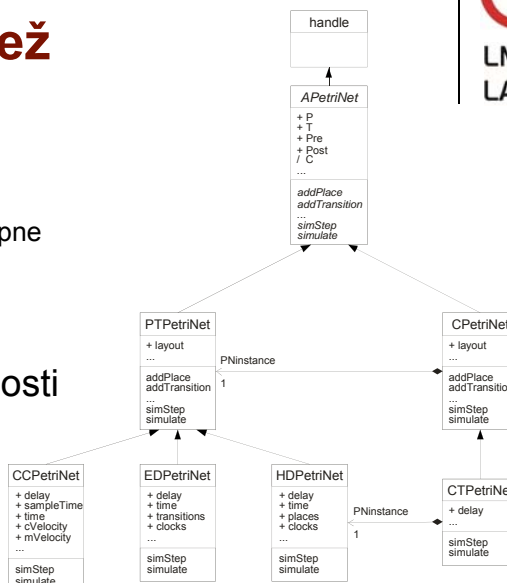 ež
LM
LA
pne
osti
handle
APetriNet
+ P
+ T
+ Pre
+ Post
/ C
...
addPlace
addTransition
...
simStep
simulate
PTPetriNet
+ layout
...
addPlace
addTransition
...
simStep
simulate
PNinstance
1
CPetriNet
+ layout
...
addPlace
addTransitio
...
simStep
simulate
CCPetriNet
+ delay
+ sampleTime
+ time
+ cVelocity
+ mVelocity
...
simStep
simulate
EDPetriNet
+ delay
+ time
+ transitions
+ clocks
...
simStep
simulate
HDPetriNet
+ delay
+ time
+ places
+ clocks
...
simStep
simulate
PNinstance
1
CTPetriNe
+ delay
...
simStep
simulate